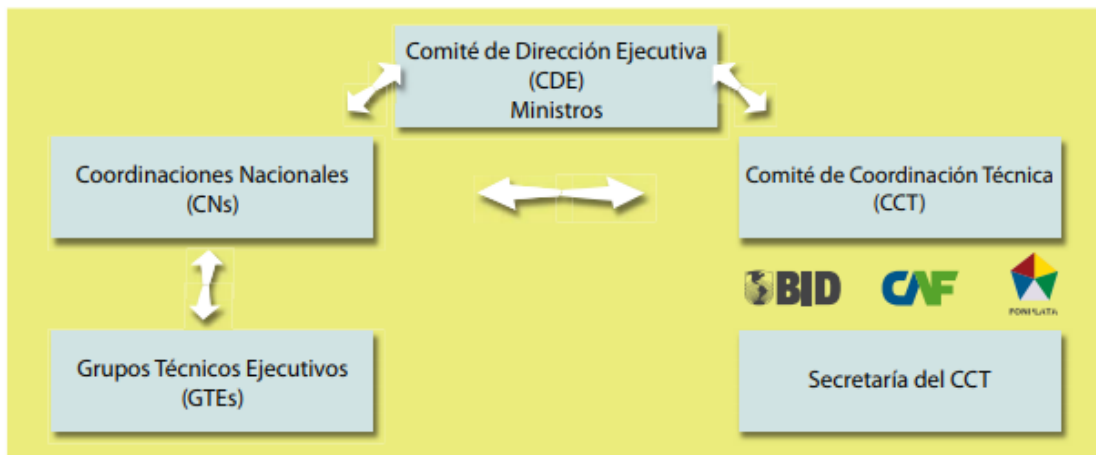 Comité de Dirección Ejecutiva
(CDE)
Ministros
Coordinaciones Nacionales
(CNs)
Comité de Coordinación Técnica
(CCT)
BID
CAF
FONPLATA
Grupos Técnicos Ejecutivos
(GTEs)
Secretaría del CCT